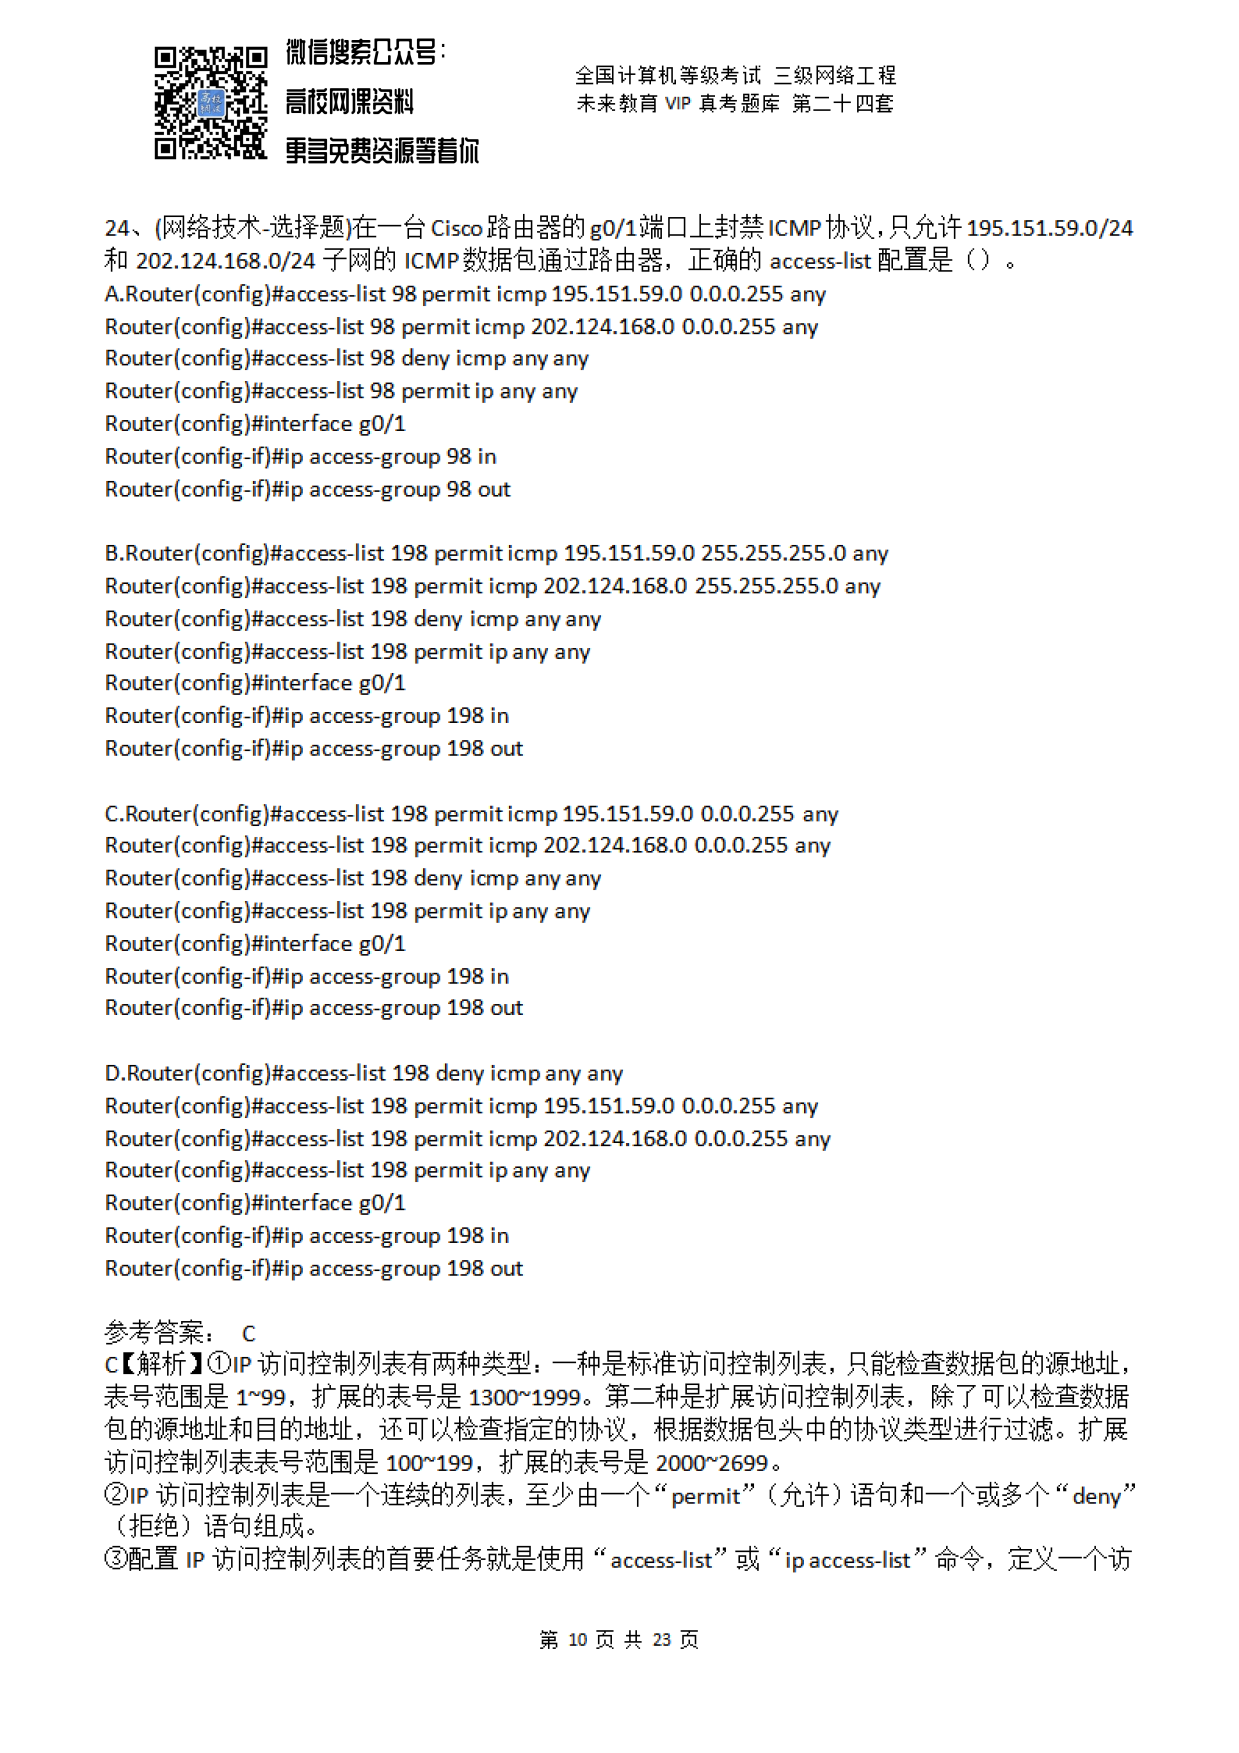 微信搜索公众号：
高校网课资料
更多免费资源等着你
全国计算机等级考试 三级网络工程
未来教育 VIP 真考题库 第二十四套
24、(网络技术-选择题)在一台 Cisco 路由器的 g0/1 端口上封禁 ICMP 协议，只允许 195.151.59.0/24
和 202.124.168.0/24 子网的 ICMP 数据包通过路由器，正确的 access-list 配置是（）。
A.Router(config)#access-list 98 permit icmp 195.151.59.0 0.0.0.255 any
Router(config)#access-list 98 permit icmp 202.124.168.0 0.0.0.255 any
Router(config)#access-list 98 deny icmp any any
Router(config)#access-list 98 permit ip any any
Router(config)#interface g0/1
Router(config-if)#ip access-group 98 in
Router(config-if)#ip access-group 98 out
B.Router(config)#access-list 198 permit icmp 195.151.59.0 255.255.255.0 any
Router(config)#access-list 198 permit icmp 202.124.168.0 255.255.255.0 any
Router(config)#access-list 198 deny icmp any any
Router(config)#access-list 198 permit ip any any
Router(config)#interface g0/1
Router(config-if)#ip access-group 198 in
Router(config-if)#ip access-group 198 out
C.Router(config)#access-list 198 permit icmp 195.151.59.0 0.0.0.255 any
Router(config)#access-list 198 permit icmp 202.124.168.0 0.0.0.255 any
Router(config)#access-list 198 deny icmp any any
Router(config)#access-list 198 permit ip any any
Router(config)#interface g0/1
Router(config-if)#ip access-group 198 in
Router(config-if)#ip access-group 198 out
D.Router(config)#access-list 198 deny icmp any any
Router(config)#access-list 198 permit icmp 195.151.59.0 0.0.0.255 any
Router(config)#access-list 198 permit icmp 202.124.168.0 0.0.0.255 any
Router(config)#access-list 198 permit ip any any
Router(config)#interface g0/1
Router(config-if)#ip access-group 198 in
Router(config-if)#ip access-group 198 out
参考答案： C
C【解析】①IP 访问控制列表有两种类型：一种是标准访问控制列表，只能检查数据包的源地址，
表号范围是 1~99，扩展的表号是 1300~1999。第二种是扩展访问控制列表，除了可以检查数据
包的源地址和目的地址，还可以检查指定的协议，根据数据包头中的协议类型进行过滤。扩展
访问控制列表表号范围是 100~199，扩展的表号是 2000~2699。
②IP 访问控制列表是一个连续的列表，至少由一个“permit”（允许）语句和一个或多个“deny”
（拒绝）语句组成。
③配置 IP 访问控制列表的首要任务就是使用“access-list”或“ip access-list”命令，定义一个访
第 10 页 共 23 页